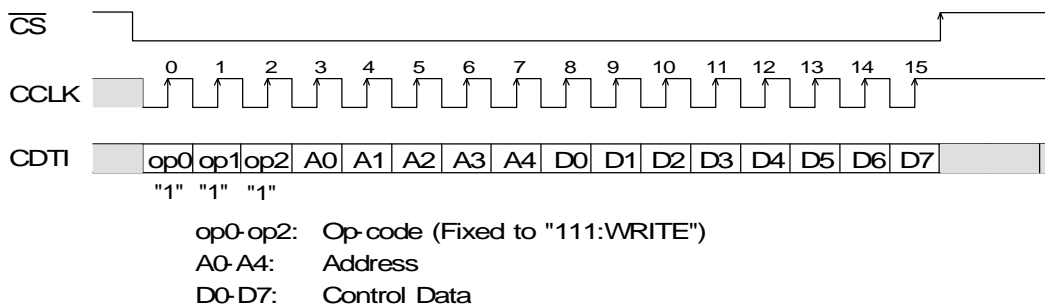 CS
0 1 2 3 4 5 6 7 8 9 10 11 12 13 14 15
CCLK
CDTI op0 op1 op2 A0 A1 A2 A3 A4 D0 D1 D2 D3 D4 D5 D6 D7
"1" "1" "1"
op0-op2: Op-code (Fixed to "111:WRITE")
A0-A4: Address
D0-D7: Control Data